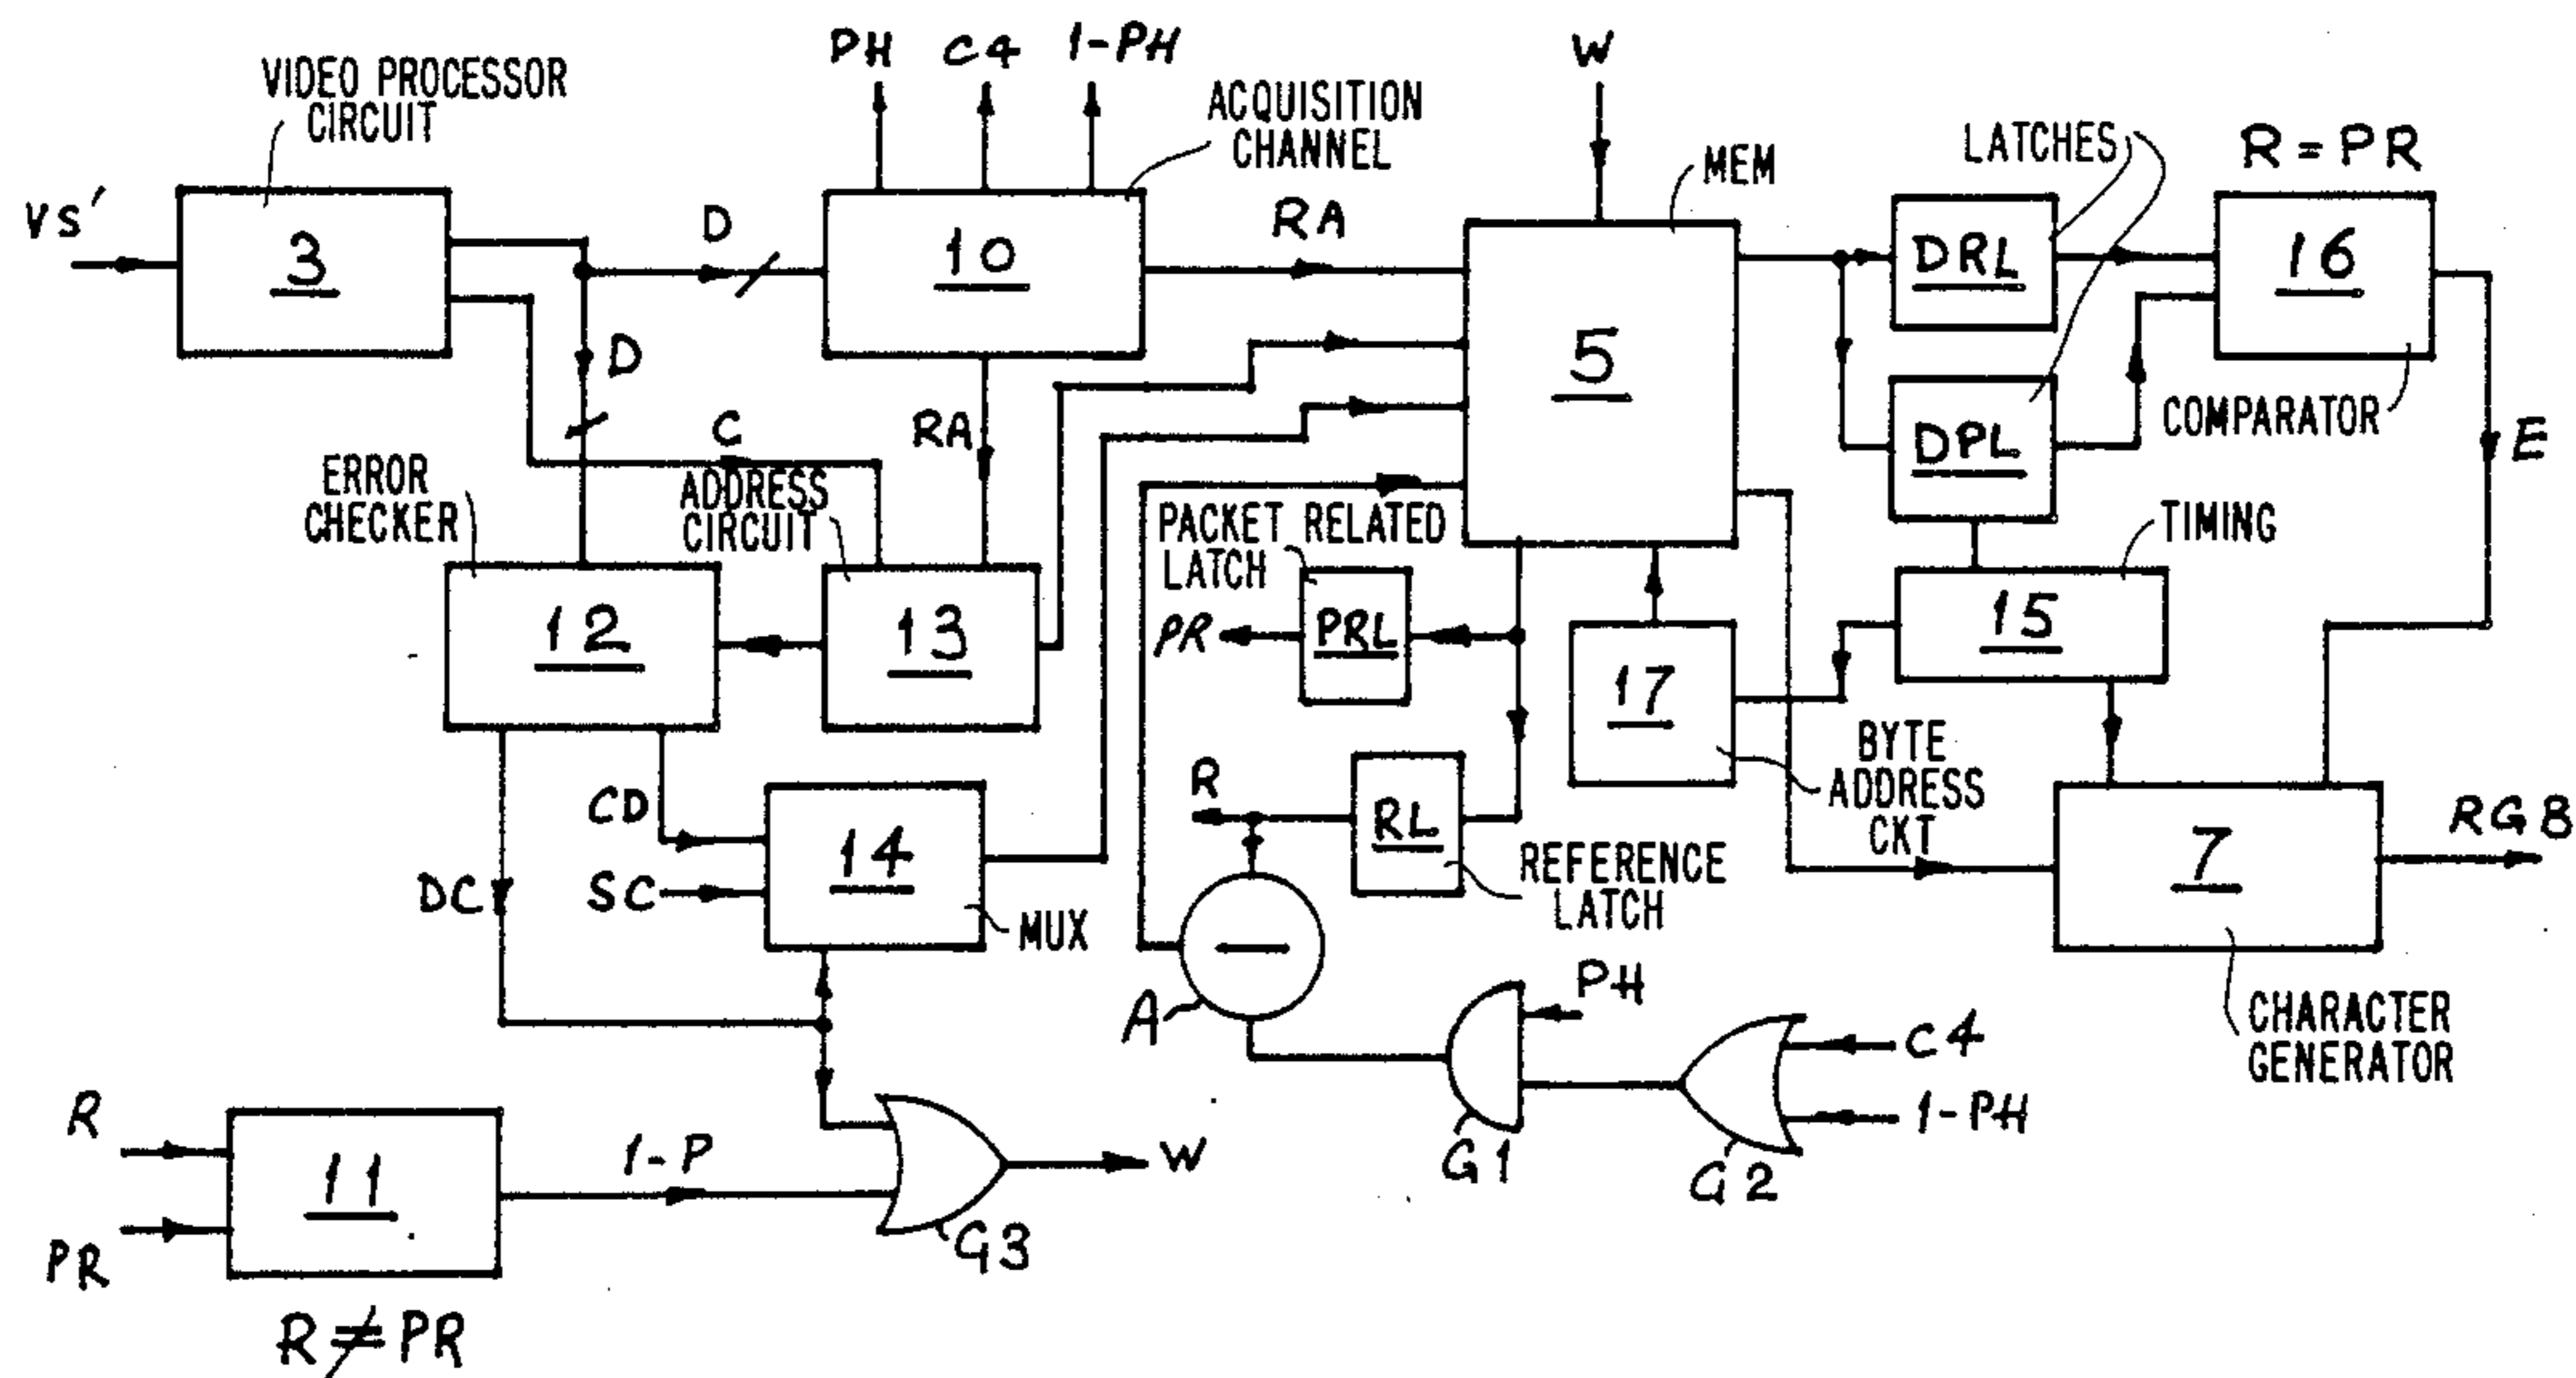 PH C4 1-PH
W
VIDEO PROCESSOR
CIRCUIT
ACQUISITION
CHANNEL
MEM
LATCHES
R = PR
VS'
3
D
10
RA
5
DRL
16
D
C
RA
DPL
COMPARATOR
E
ERROR
CHECKER
ADDRESS
CIRCUIT
PACKET RELATED
LATCH
TIMING
12
13
PR
PRL
17
15
CD
R
RL
BYTE
ADDRESS
CKT
RGB
DC
SC
14
MUX
REFERENCE
LATCH
7
A
PH
G1
C4
1-PH
G2
CHARACTER
GENERATOR
R
PR
11
1-P
W
G3
R ≠ PR